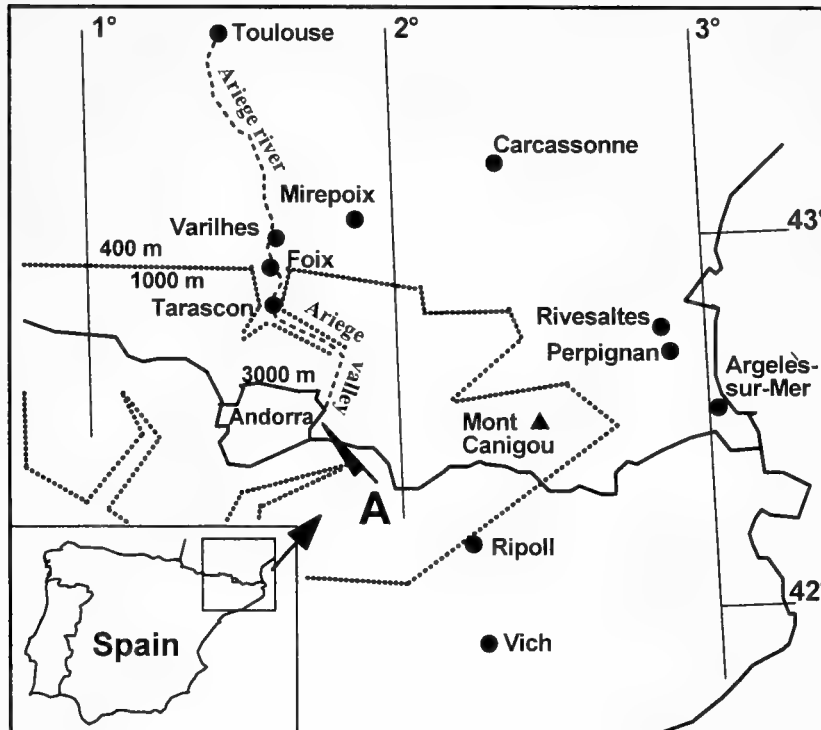 1°
2°
3°
Toulouse
Ariege river
Carcassonne
Mirepoix
Varilhes
43°
400 m
Foix
1000 m
Tarascon
Ariege
valley
Rivesaltes
Perpignan
Argelès-
sur-Mer
3000 m
Andorra
Mont
Canigou
A
Ripoll
42°
Spain
Vich